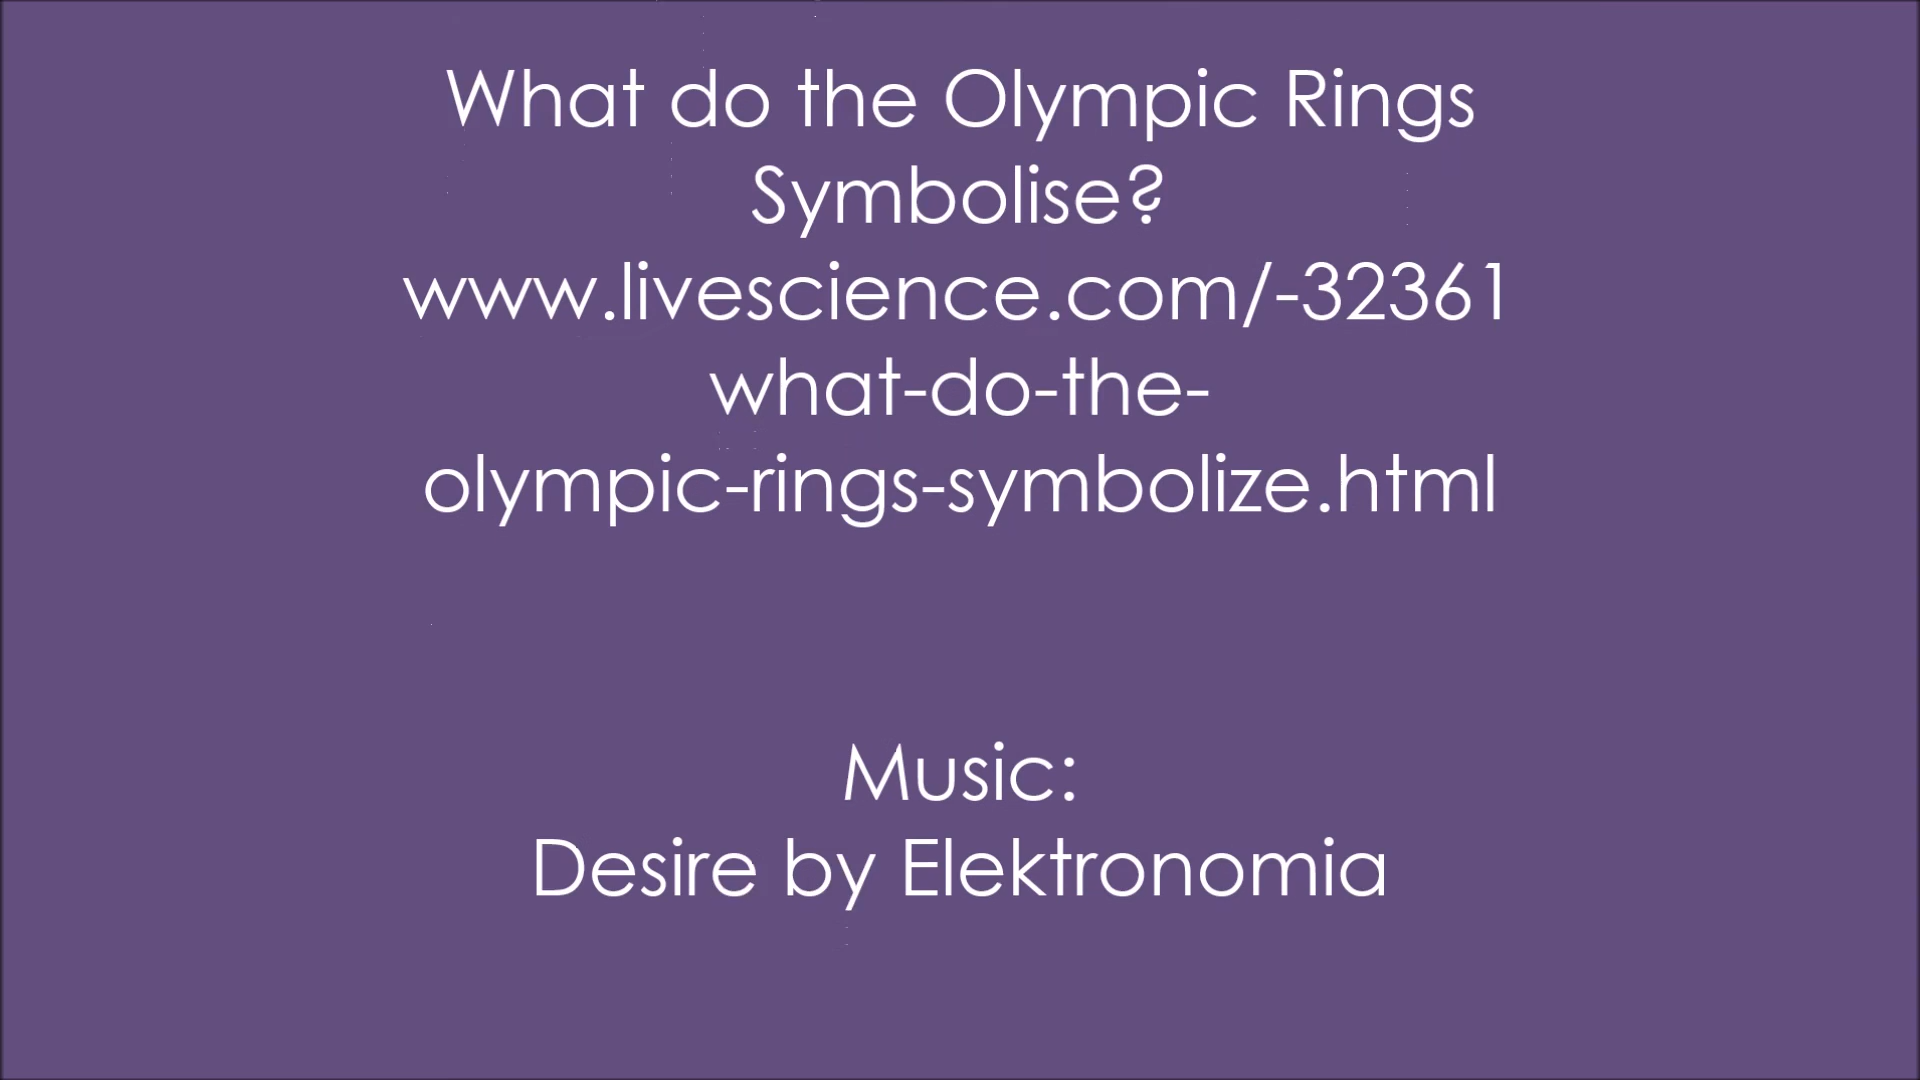 What do the Olympic Rings
Symbolise?
www.livescience.com/-32361
what-do-the-
olympic-rings-symbolize.html
Music:
Desire by Elektronomia